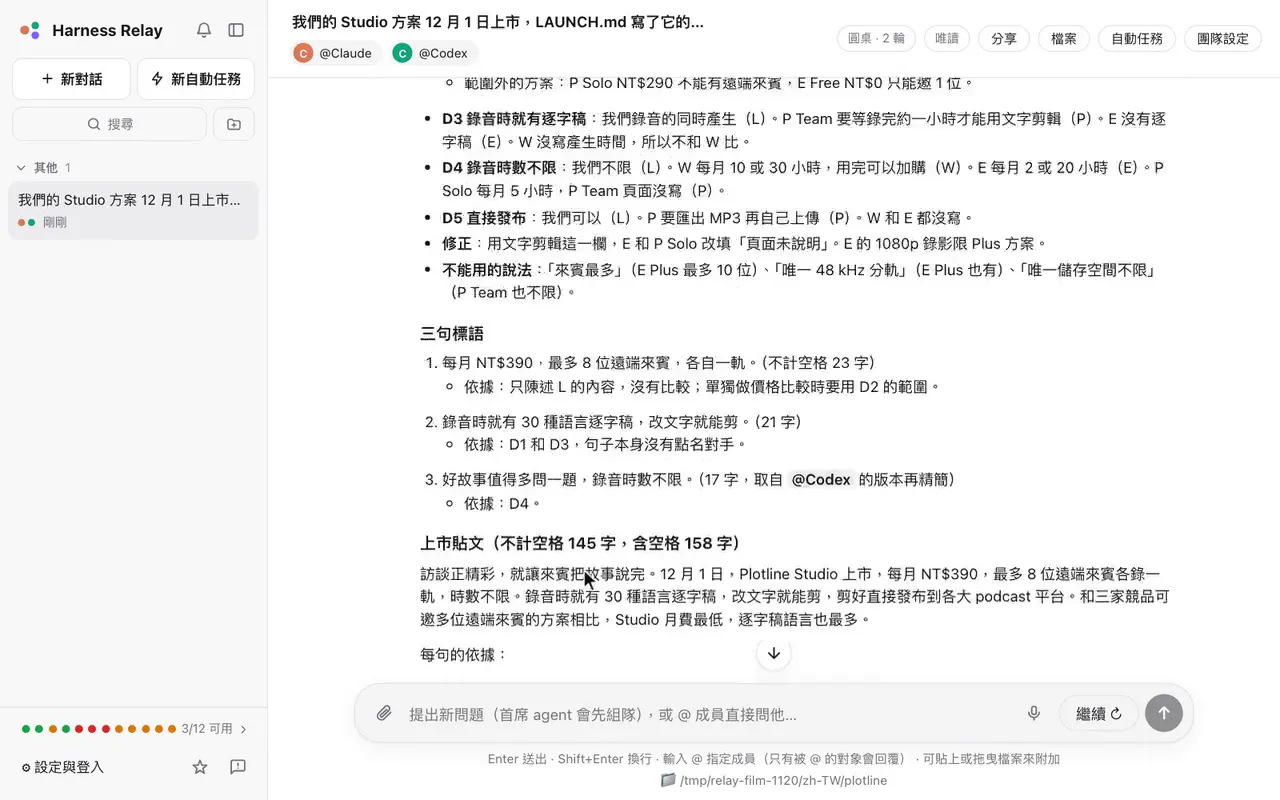 Harness Relay
+ 新對話
新自動任務
搜尋
其他 1
我們的 Studio 方案 12 月 1 日上市...
剛剛
3/12 可用
設定與登入
我們的 Studio 方案 12 月 1 日上市，LAUNCH.md 寫了它的...
C @Claude
C @Codex
圓桌 · 2 輪
唯讀
分享
檔案
自動任務
團隊設定
範圍外的方案：P Solo NT$290 不能有遠端來賓，E Free NT$0 只能邀 1 位。
D3 錄音時就有逐字稿：我們錄音的同時產生（L）。P Team 要等錄完約一小時才能用文字剪輯（P）。E 沒有逐
字稿（E）。W 沒寫產生時間，所以不和 W 比。
D4 錄音時數不限：我們不限（L）。W 每月 10 或 30 小時，用完可以加購（W）。E 每月 2 或 20 小時（E）。P
Solo 每月 5 小時，P Team 頁面沒寫（P）。
D5 直接發布：我們可以（L）。P 要匯出 MP3 再自己上傳（P）。W 和 E 都沒寫。
修正：用文字剪輯這一欄，E 和 P Solo 改填「頁面未說明」。E 的 1080p 錄影限 Plus 方案。
不能用的說法：「來賓最多」（E Plus 最多 10 位）、「唯一 48 kHz 分軌」（E Plus 也有）、「唯一儲存空間不限」
（P Team 也不限）。
三句標語
1. 每月 NT$390，最多 8 位遠端來賓，各自一軌。（不計空格 23 字）
依據：只陳述 L 的內容，沒有比較；單獨做價格比較時要用 D2 的範圍。
2. 錄音時就有 30 種語言逐字稿，改文字就能剪。（21 字）
依據：D1 和 D3，句子本身沒有點名對手。
3. 好故事值得多問一題，錄音時數不限。（17 字，取自 @Codex 的版本再精簡）
依據：D4。
上市貼文（不計空格 145 字，含空格 158 字）
訪談正精彩，就讓來賓把故事說完。12 月 1 日，Plotline Studio 上市，每月 NT$390，最多 8 位遠端來賓各錄一
軌，時數不限。錄音時就有 30 種語言逐字稿，改文字就能剪，剪好直接發布到各大 podcast 平台。和三家競品可
邀多位遠端來賓的方案相比，Studio 月費最低，逐字稿語言也最多。
每句的依據：
提出新問題（首席 agent 會先組隊），或 @ 成員直接問他...
繼續
Enter 送出 · Shift+Enter 換行 · 輸入 @ 指定成員（只有被 @ 的對象會回覆） · 可貼上或拖曳檔案來附加
/tmp/relay-film-1120/zh-TW/plotline